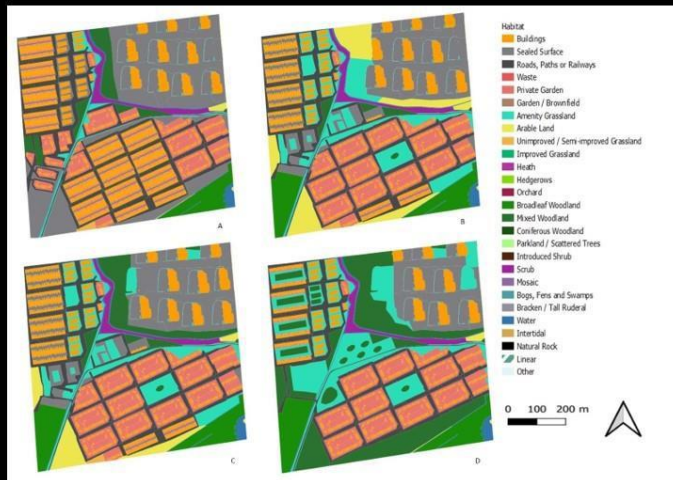 Habitat
Buildings
Sealed Surface
Roads, Paths or Railways
Waste
Private Garden
Garden / Brownfield
Amenity Grassland
Arable Land
Unimproved / Semi-improved Grassland
Improved Grassland
Heath
Hedgerows
Orchard
Broadleaf Woodland
Mixed Woodland
Coniferous Woodland
Parkland / Scattered Trees
Introduced Shrub
Scrub
Mosaic
Bogs, Fens and Swamps
Bracken / Tall Ruderal
Water
Intertidal
Natural Rock
Linear
Other
0 100 200 m
A
B
C
D